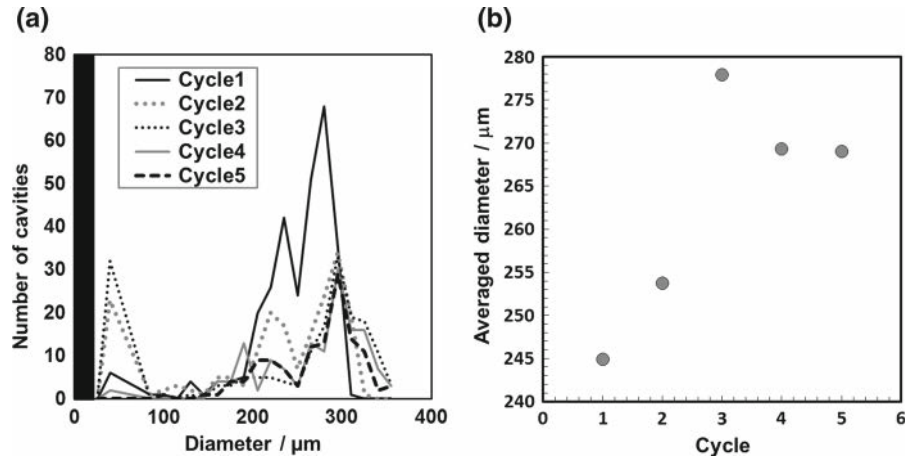 (a)
80
70
60
50
40
30
20
10
0
Number of cavities
Cycle1
Cycle2
Cycle3
Cycle4
Cycle5
0 100 200 300 400
Diameter / μm
(b)
280
275
270
265
260
255
250
245
240
Averaged diameter / μm
0 1 2 3 4 5 6
Cycle